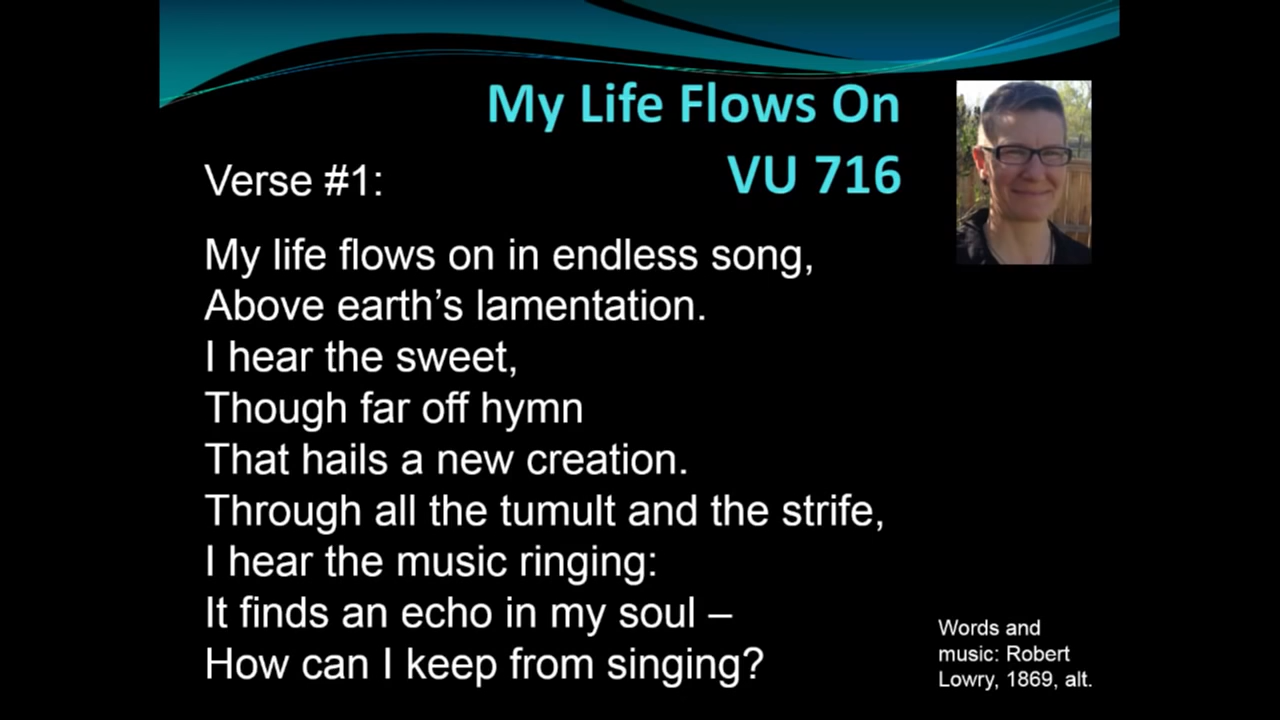 My Life Flows On
VU 716
Verse #1:
My life flows on in endless song,
Above earth’s lamentation.
I hear the sweet,
Though far off hymn
That hails a new creation.
Through all the tumult and the strife,
I hear the music ringing:
It finds an echo in my soul –
How can I keep from singing?
Words and
music: Robert
Lowry, 1869, alt.